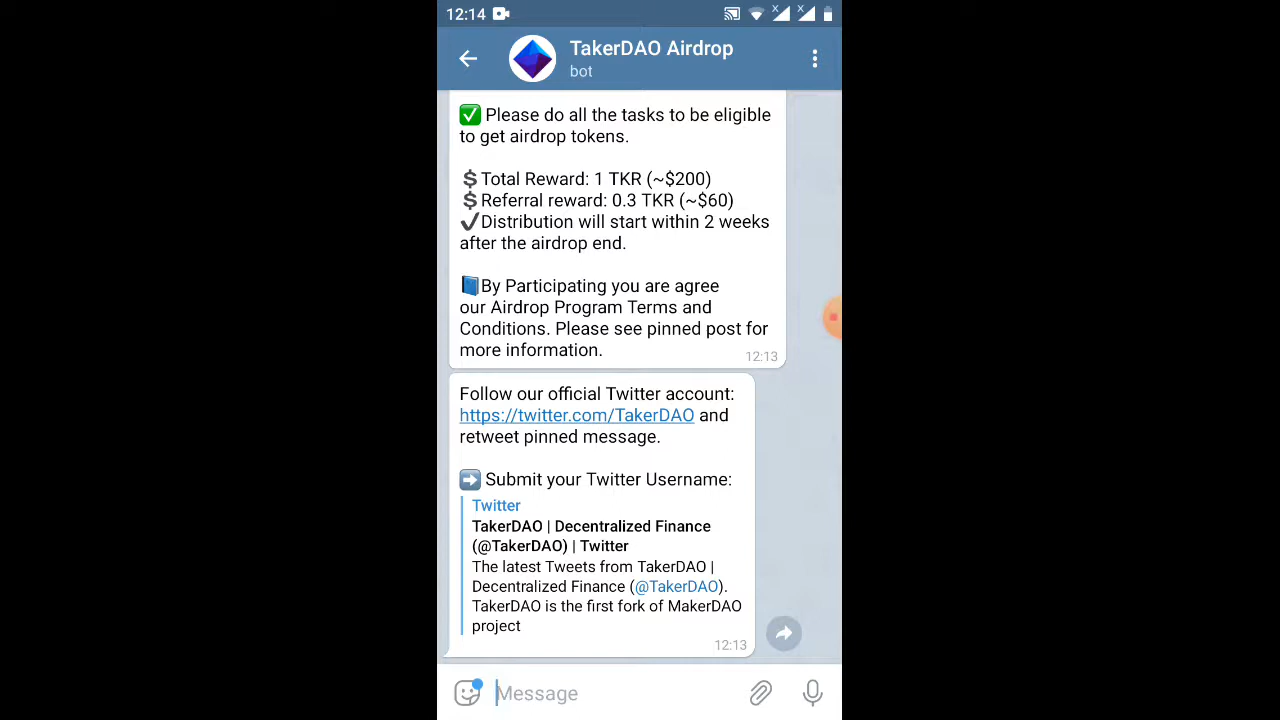 12:14
TakerDAO Airdrop
bot
✅ Please do all the tasks to be eligible
to get airdrop tokens.
💲Total Reward: 1 TKR (~$200)
💲Referral reward: 0.3 TKR (~$60)
✔Distribution will start within 2 weeks
after the airdrop end.
📘By Participating you are agree
our Airdrop Program Terms and
Conditions. Please see pinned post for
more information.
12:13
Follow our official Twitter account:
https://twitter.com/TakerDAO and
retweet pinned message.
➡ Submit your Twitter Username:
Twitter
TakerDAO | Decentralized Finance
(@TakerDAO) | Twitter
The latest Tweets from TakerDAO |
Decentralized Finance (@TakerDAO).
TakerDAO is the first fork of MakerDAO
project
12:13
Message